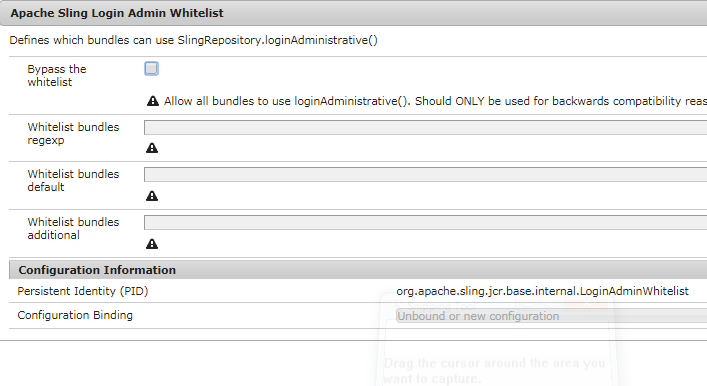 Apache Sling Login Admin Whitelist
Defines which bundles can use SlingRepository.loginAdministrative()
Bypass the
whitelist
Allow all bundles to use loginAdministrative(). Should ONLY be used for backwards compatibility reas
Whitelist bundles
regexp
Whitelist bundles
default
Whitelist bundles
additional
Configuration Information
Persistent Identity (PID) org.apache.sling.jcr.base.internal.LoginAdminWhitelist
Configuration Binding Unbound or new configuration
Drag the cursor around the area you
want to capture.